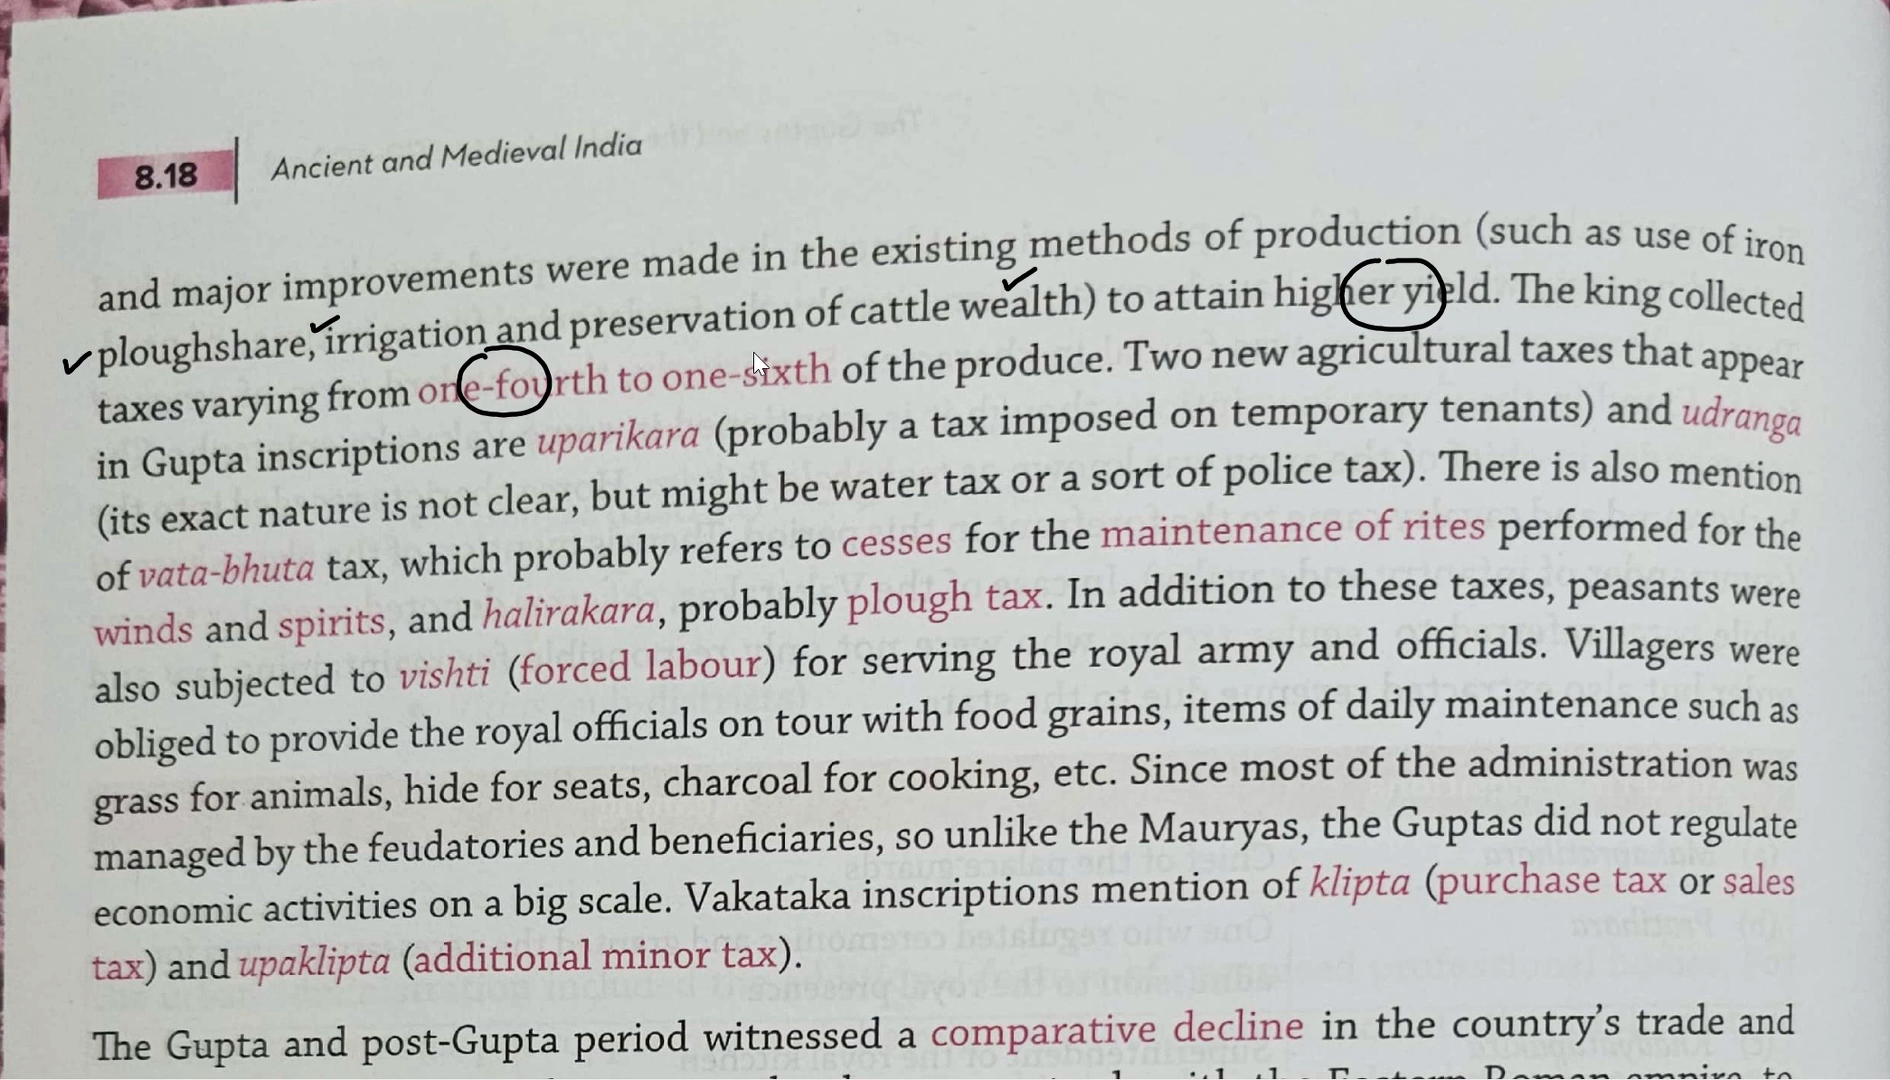 8.18 Ancient and Medieval India
and major improvements were made in the existing methods of production (such as use of iron
ploughshare, irrigation and preservation of cattle wealth) to attain higher yield. The king collected
taxes varying from one-fourth to one-sixth of the produce. Two new agricultural taxes that appear
in Gupta inscriptions are uparikara (probably a tax imposed on temporary tenants) and udranga
(its exact nature is not clear, but might be water tax or a sort of police tax). There is also mention
of vata-bhuta tax, which probably refers to cesses for the maintenance of rites performed for the
winds and spirits, and halirakara, probably plough tax. In addition to these taxes, peasants were
also subjected to vishti (forced labour) for serving the royal army and officials. Villagers were
obliged to provide the royal officials on tour with food grains, items of daily maintenance such as
grass for animals, hide for seats, charcoal for cooking, etc. Since most of the administration was
managed by the feudatories and beneficiaries, so unlike the Mauryas, the Guptas did not regulate
economic activities on a big scale. Vakataka inscriptions mention of klipta (purchase tax or sales
tax) and upaklipta (additional minor tax).
The Gupta and post-Gupta period witnessed a comparative decline in the country's trade and